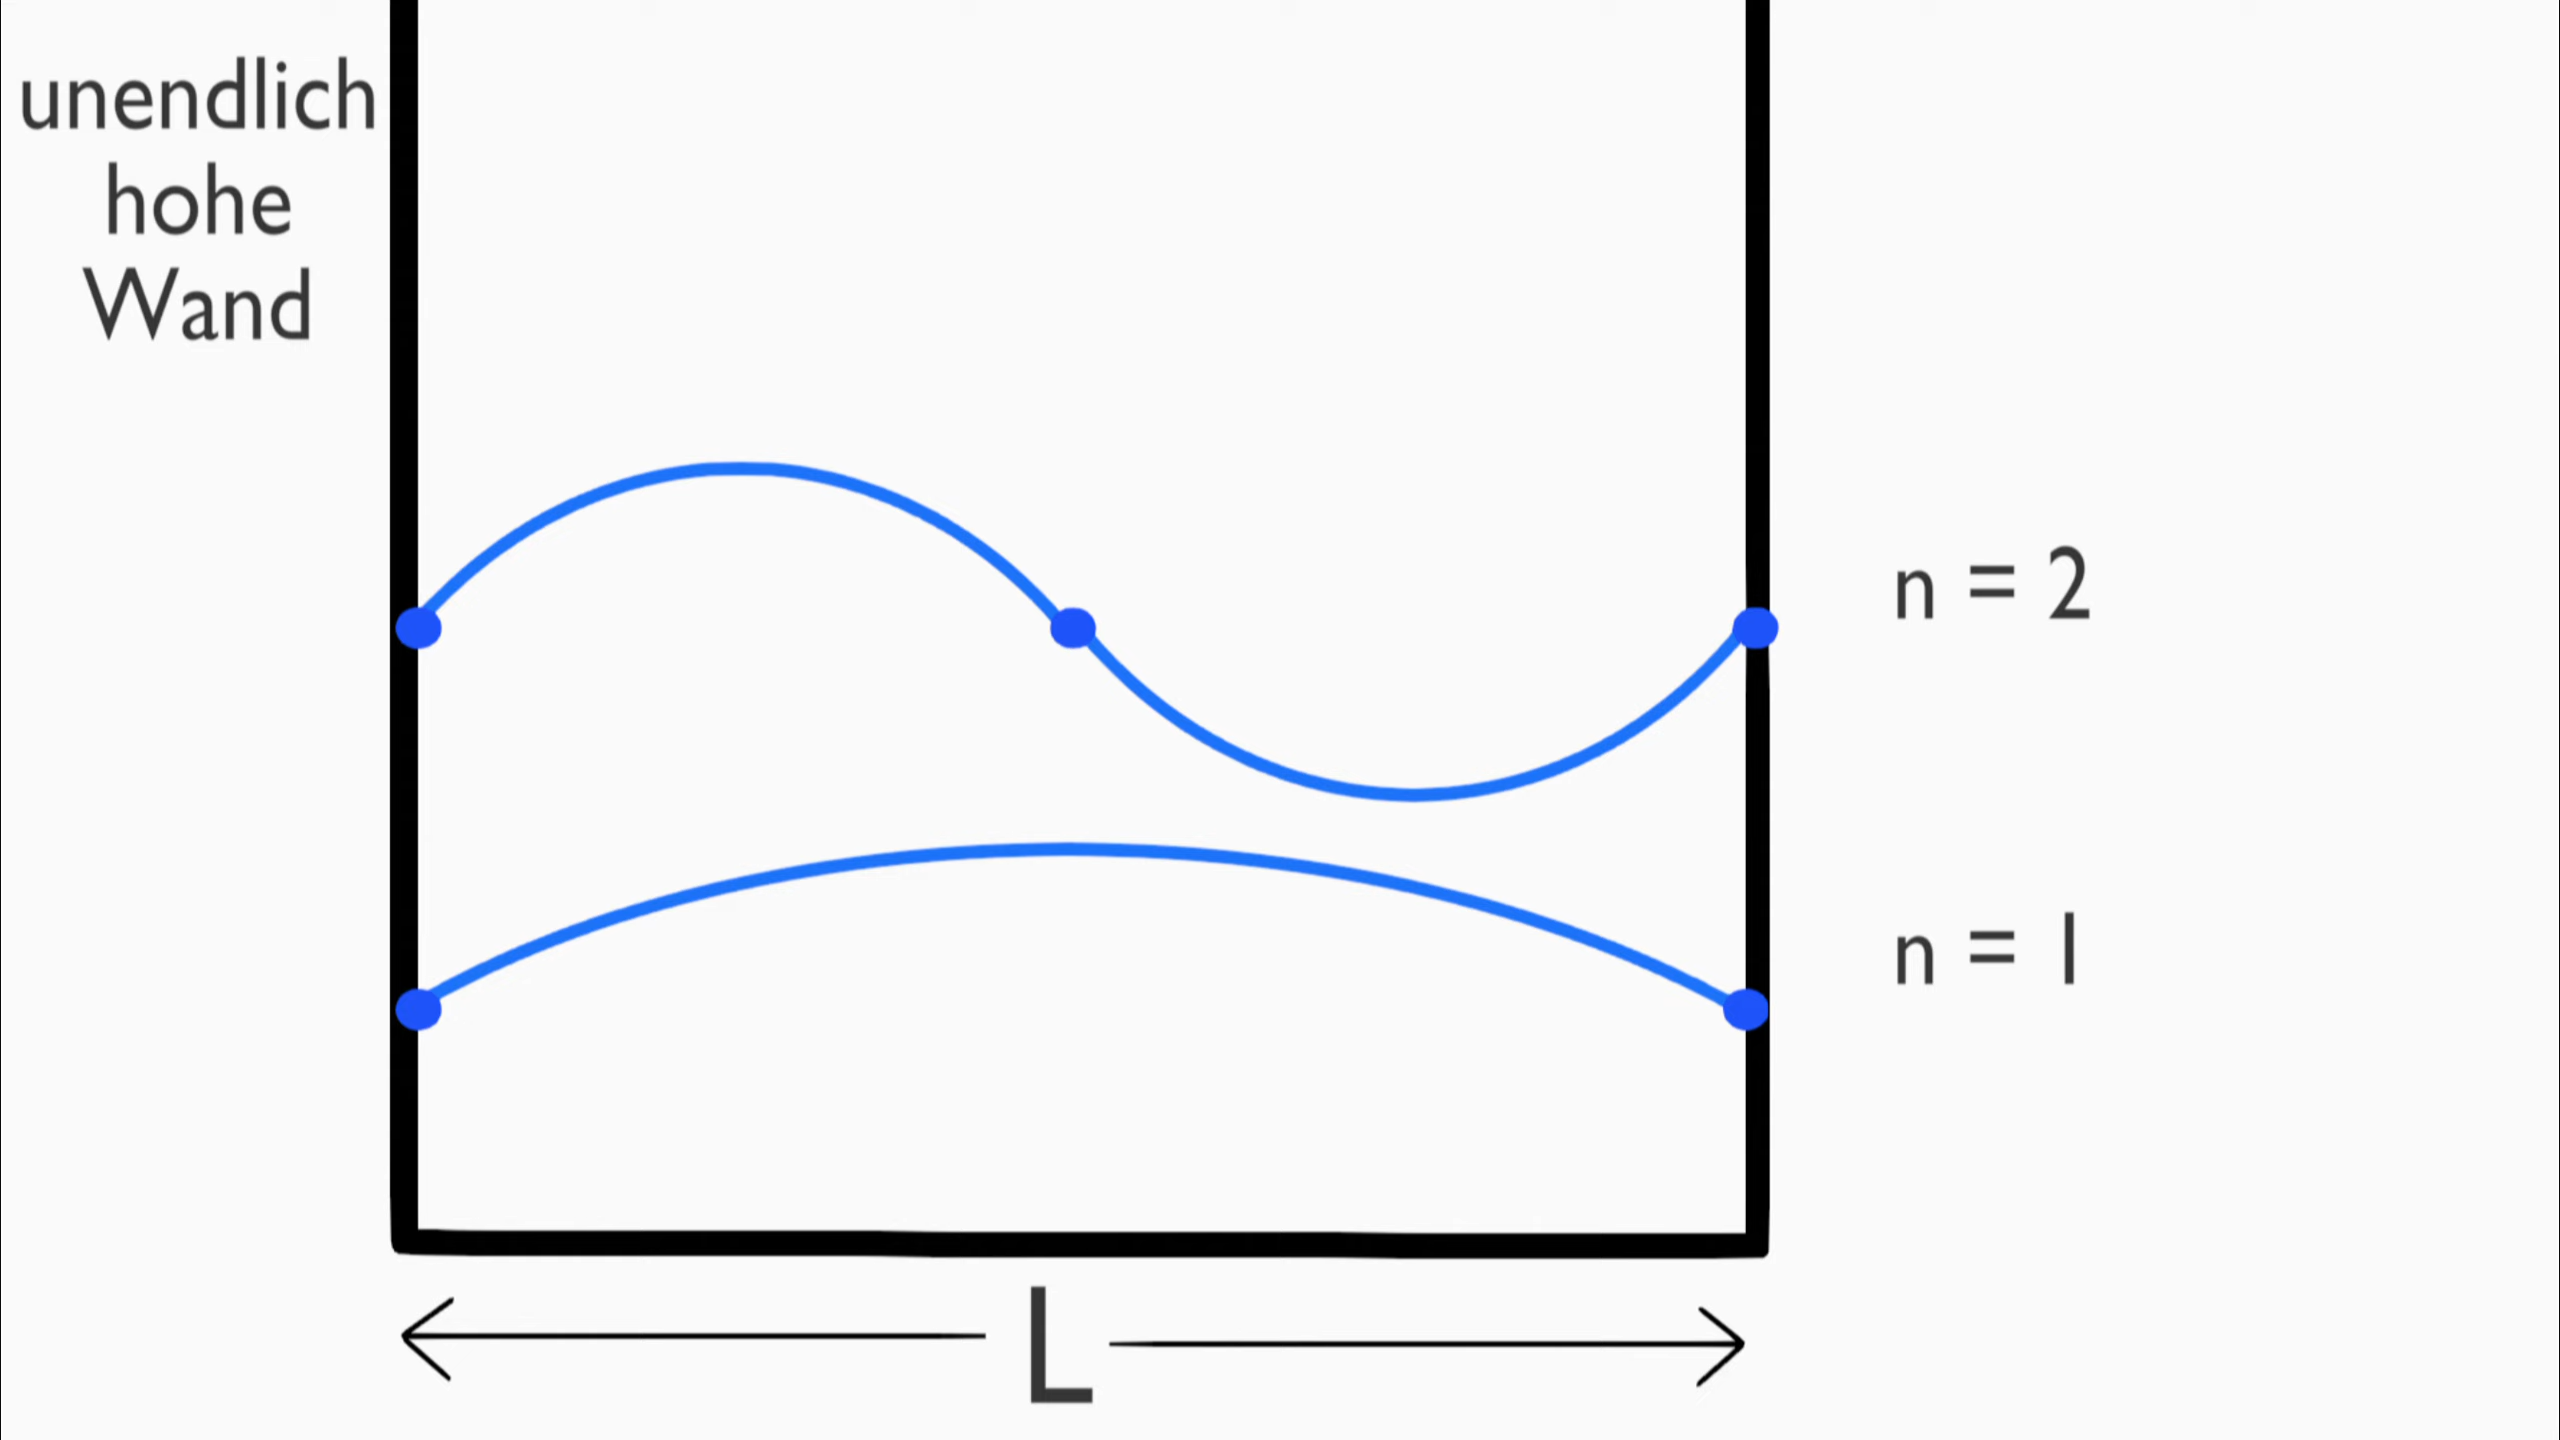 unendlich
hohe
Wand
n = 2
n = 1
L